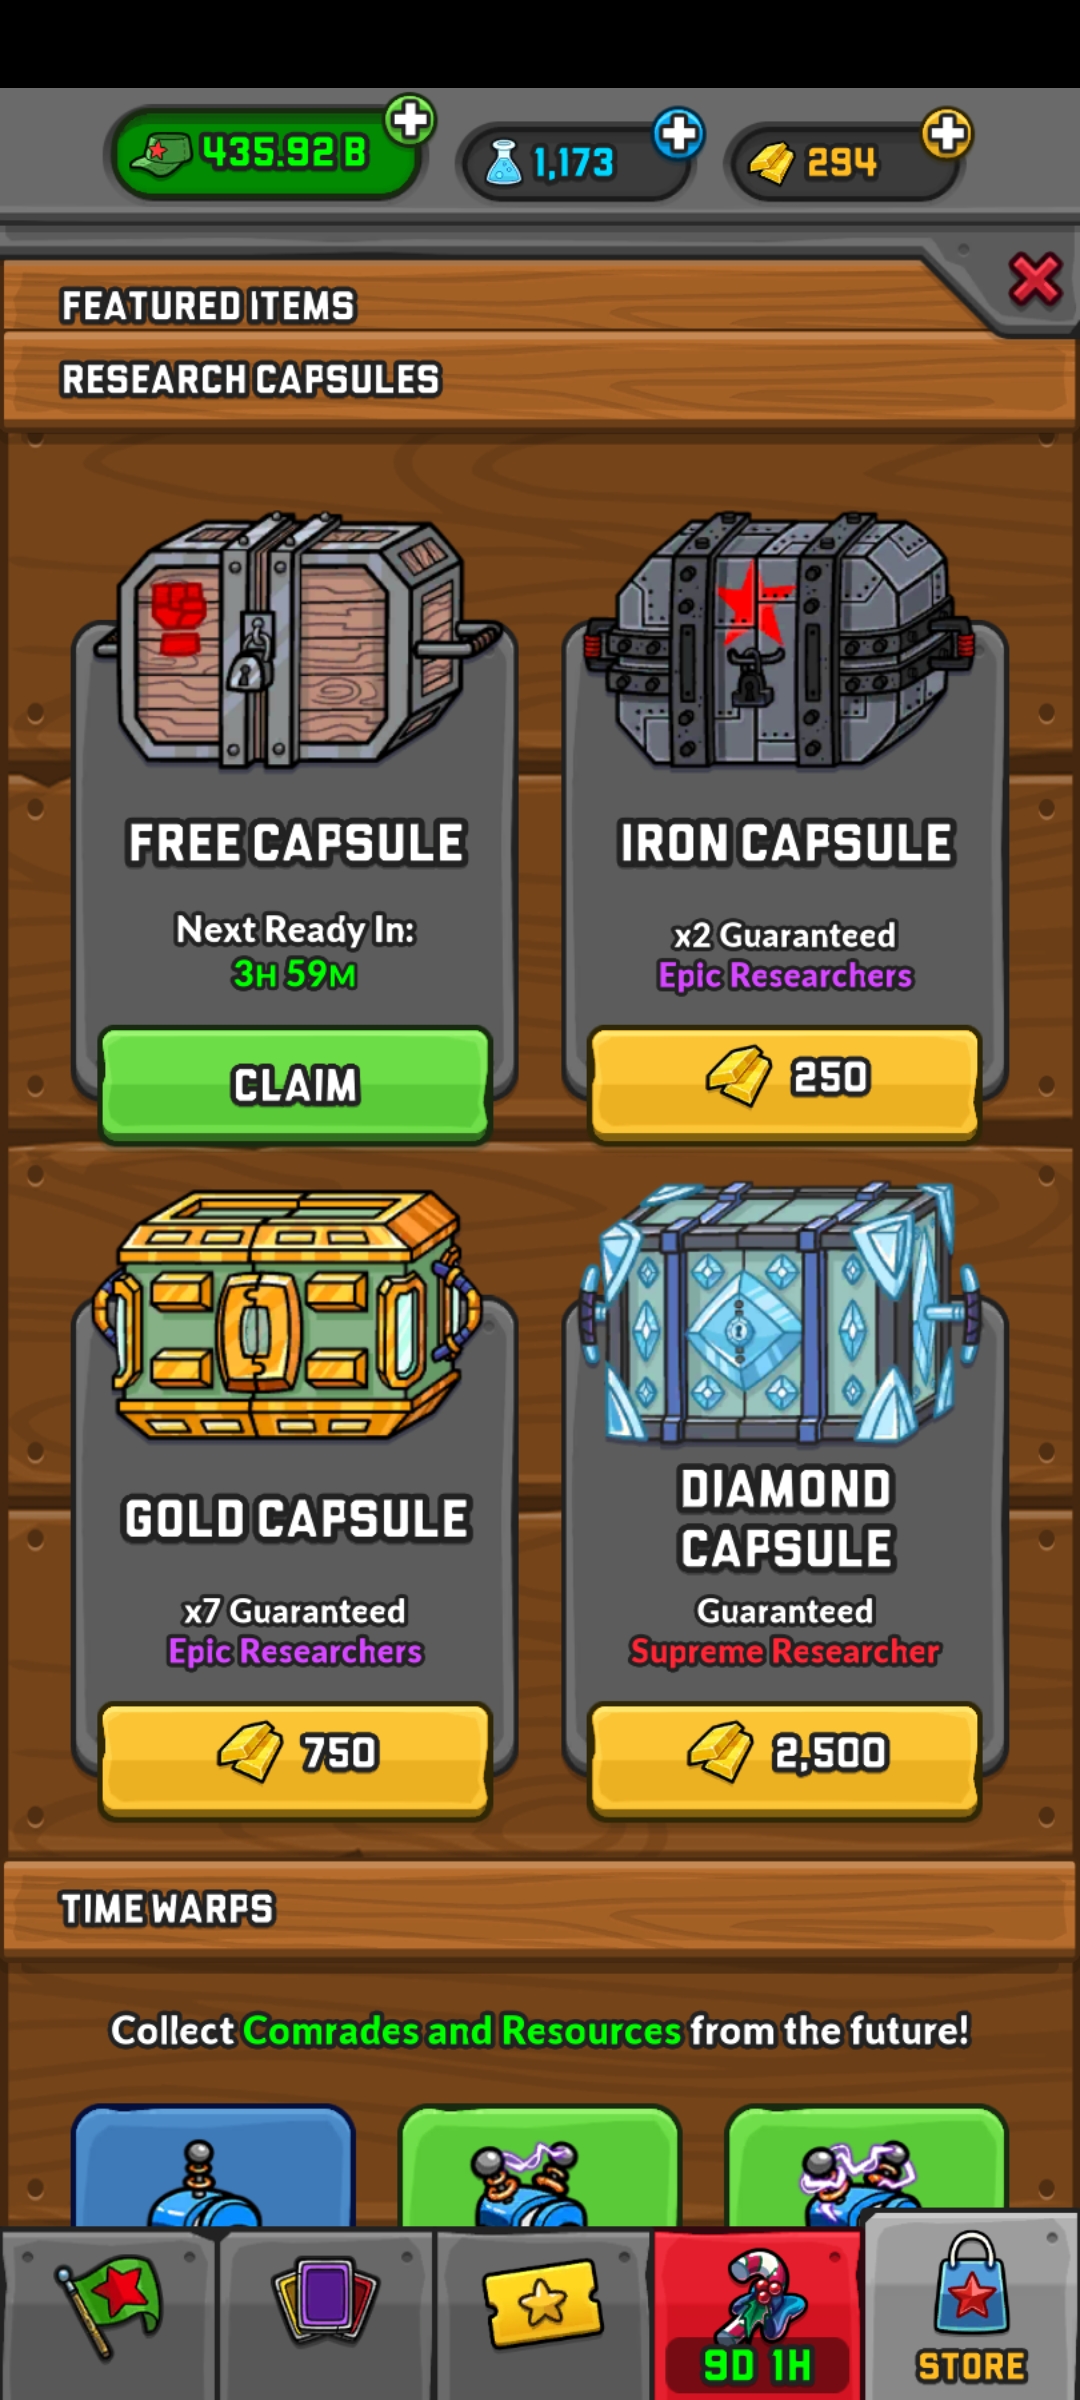 435.92 B
1,173
294
FEATURED ITEMS
RESEARCH CAPSULES
FREE CAPSULE
Next Ready In:
3H 59M
CLAIM
IRON CAPSULE
x2 Guaranteed
Epic Researchers
250
GOLD CAPSULE
x7 Guaranteed
Epic Researchers
750
DIAMOND
CAPSULE
Guaranteed
Supreme Researcher
2,500
TIME WARPS
Collect Comrades and Resources from the future!
9D 1H
STORE